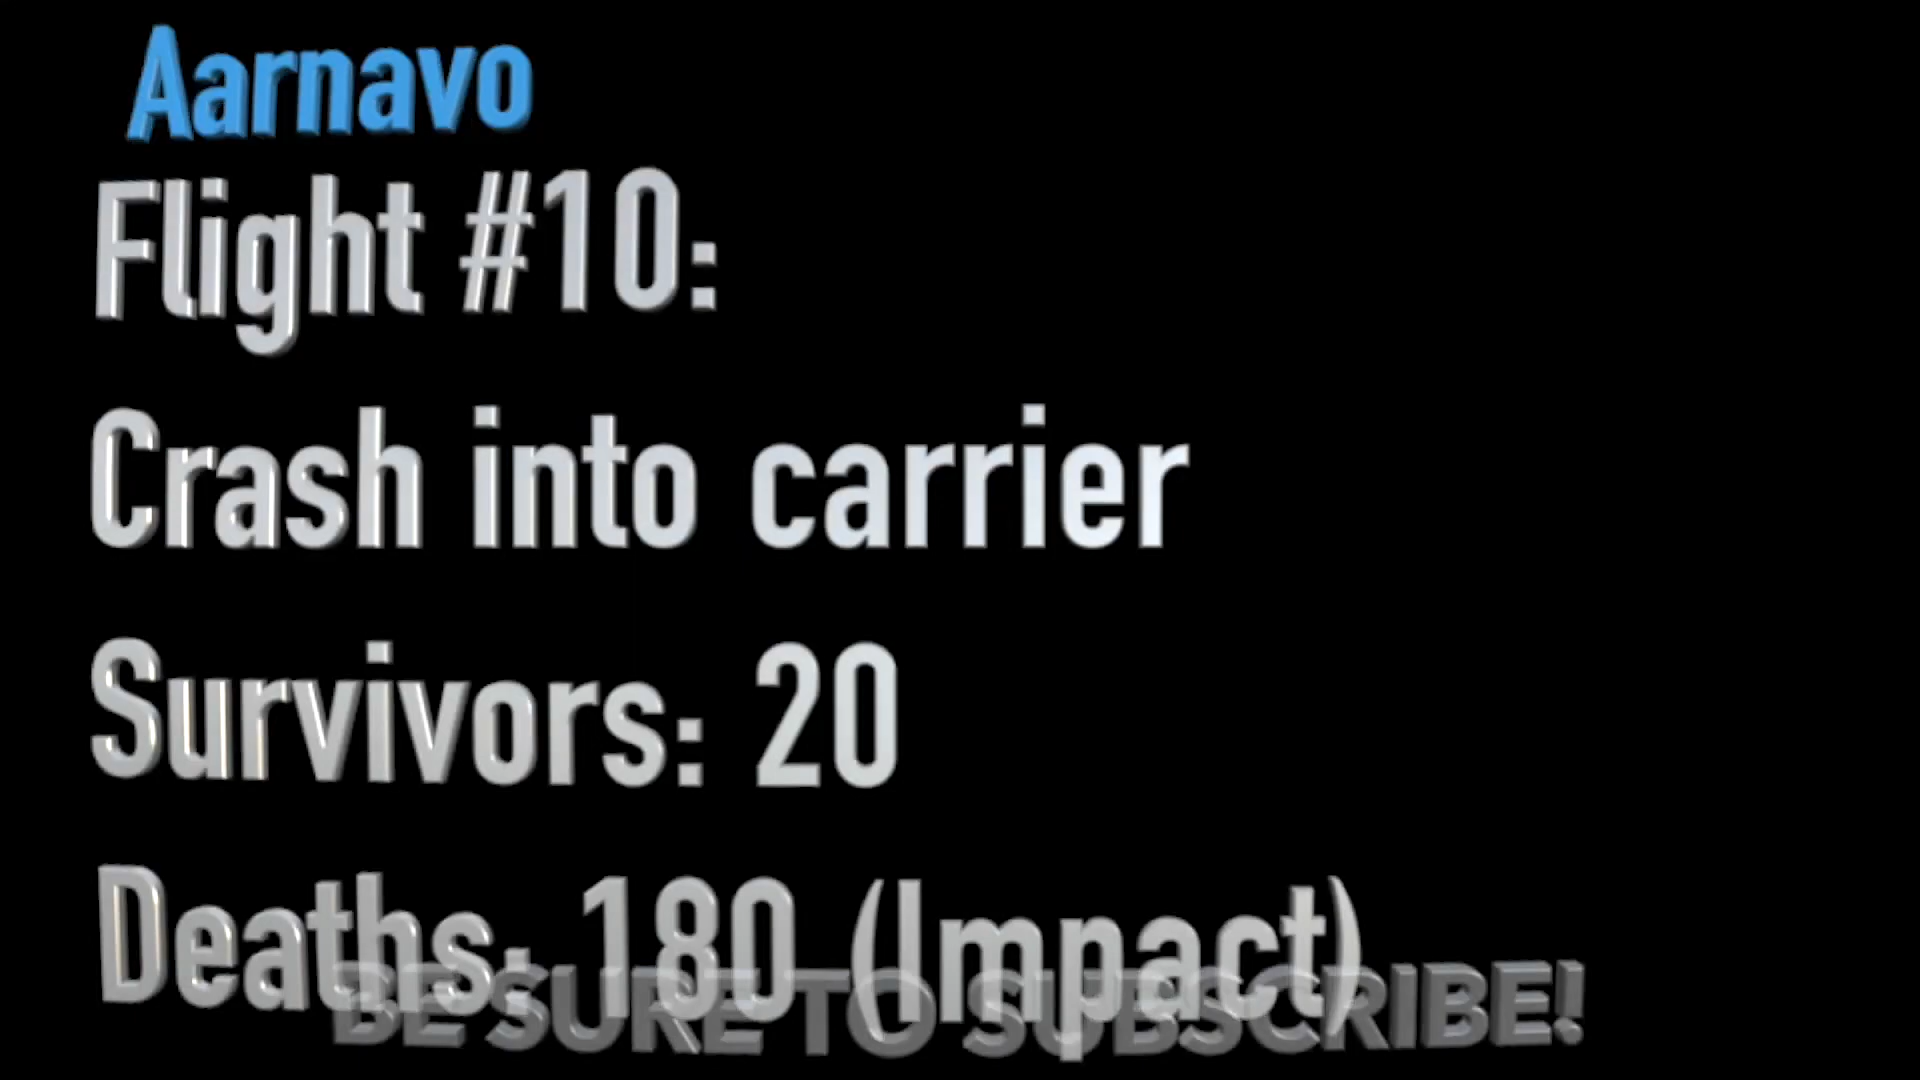 Aarnavo
Flight #10:
Crash into carrier
Survivors: 20
Deaths: 180 (Impact)
BE SURE TO SUBSCRIBE!